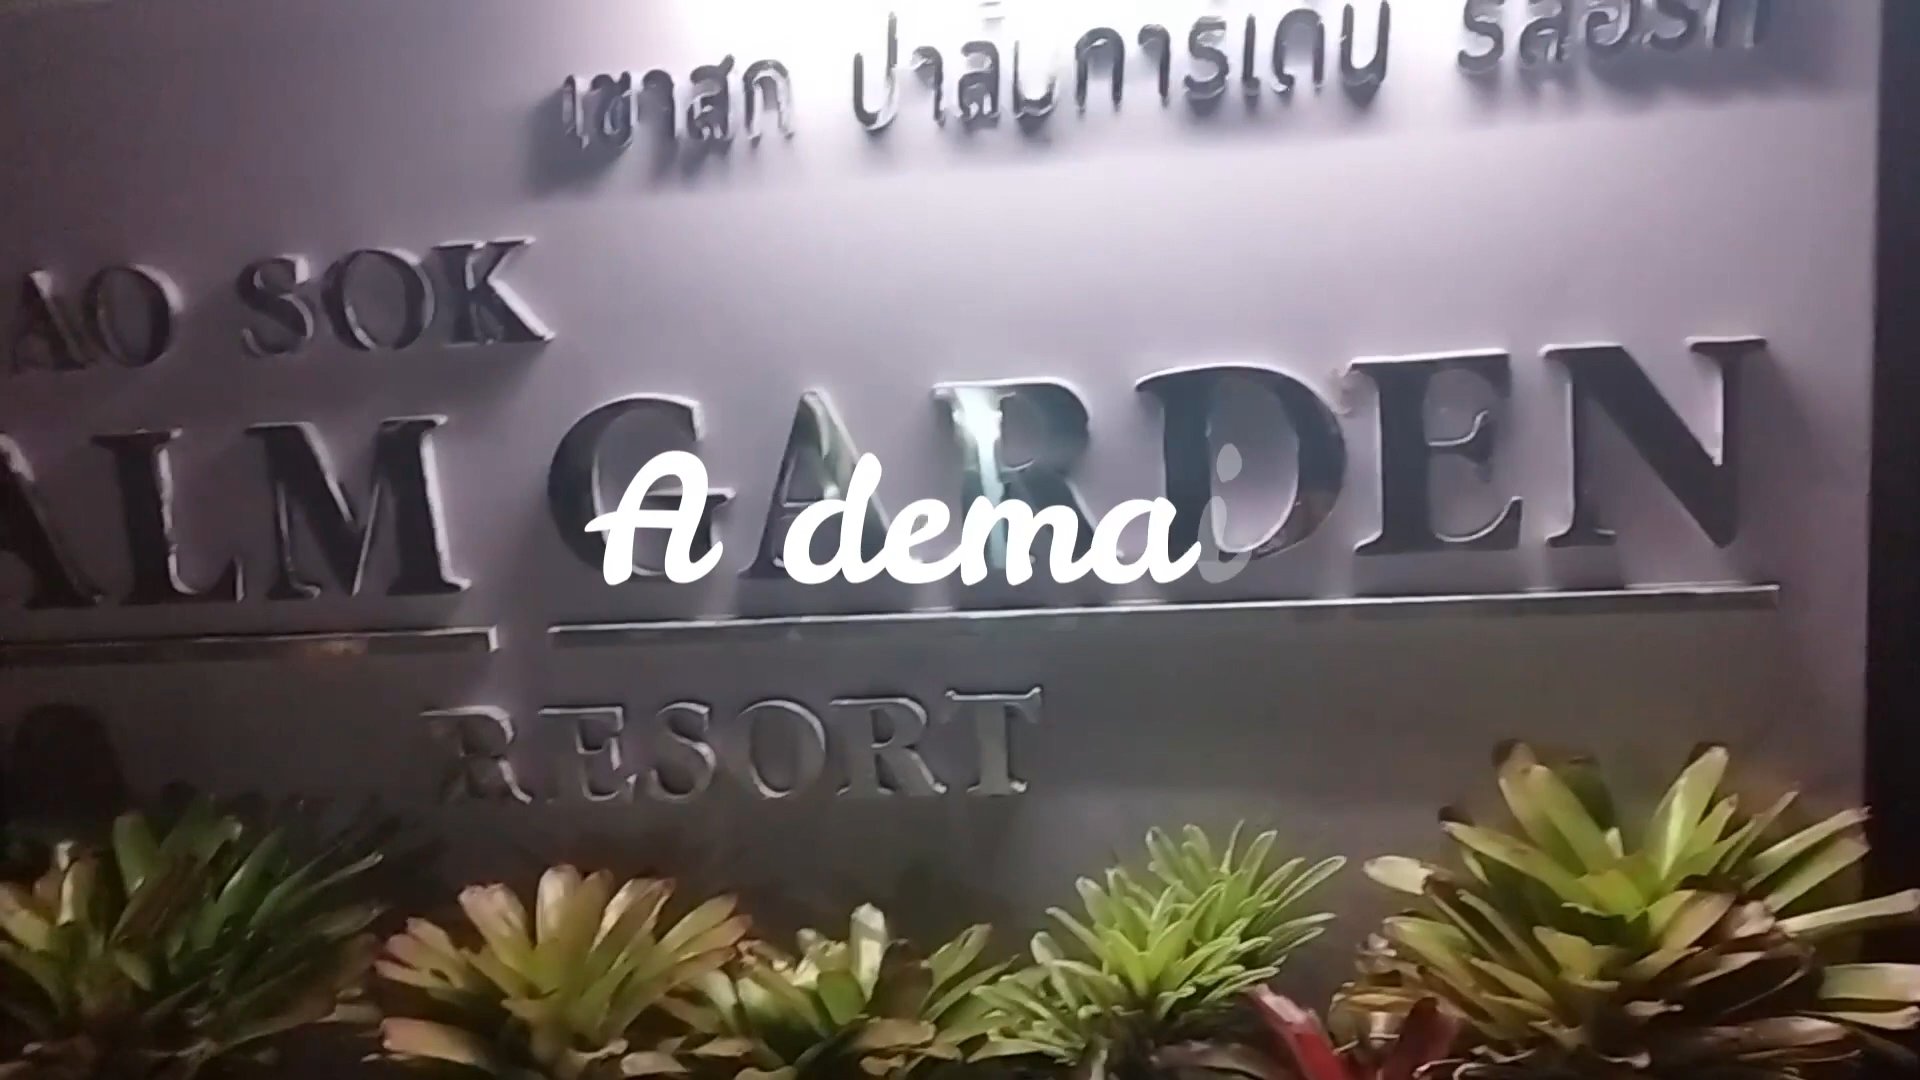 เขาสก ปาล์มการ์เด้น รีสอร์ท
AO SOK
ALM GARDEN
A demai
RESORT